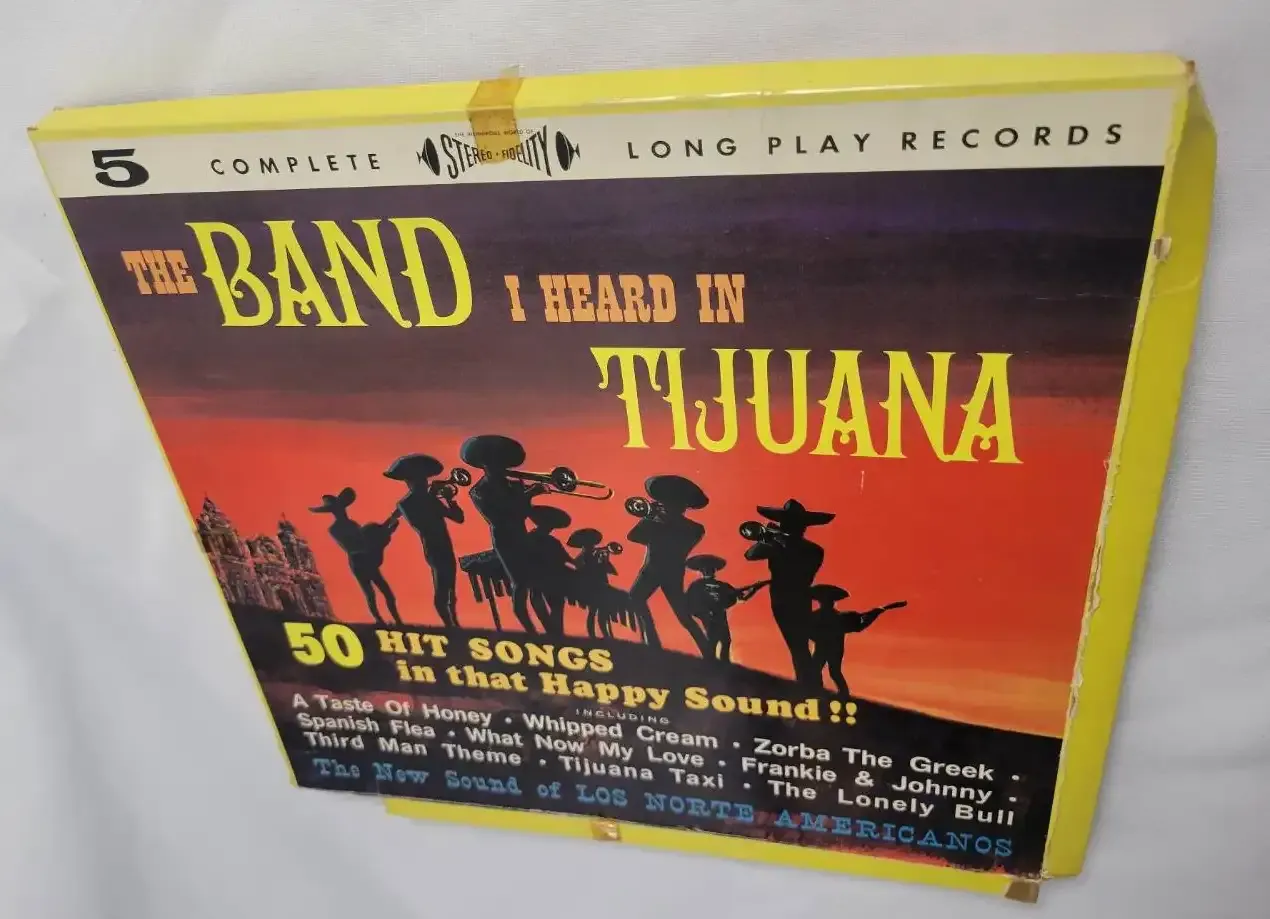 5 COMPLETE STEREO • FIDELITY LONG PLAY RECORDS
THE BAND I HEARD IN
TIJUANA
50 HIT SONGS
in that Happy Sound!!
INCLUDING
A Taste Of Honey • Whipped Cream • Zorba The Greek •
Spanish Flea • What Now My Love • Frankie & Johnny •
Third Man Theme • Tijuana Taxi • The Lonely Bull
The New Sound of LOS NORTE AMERICANOS